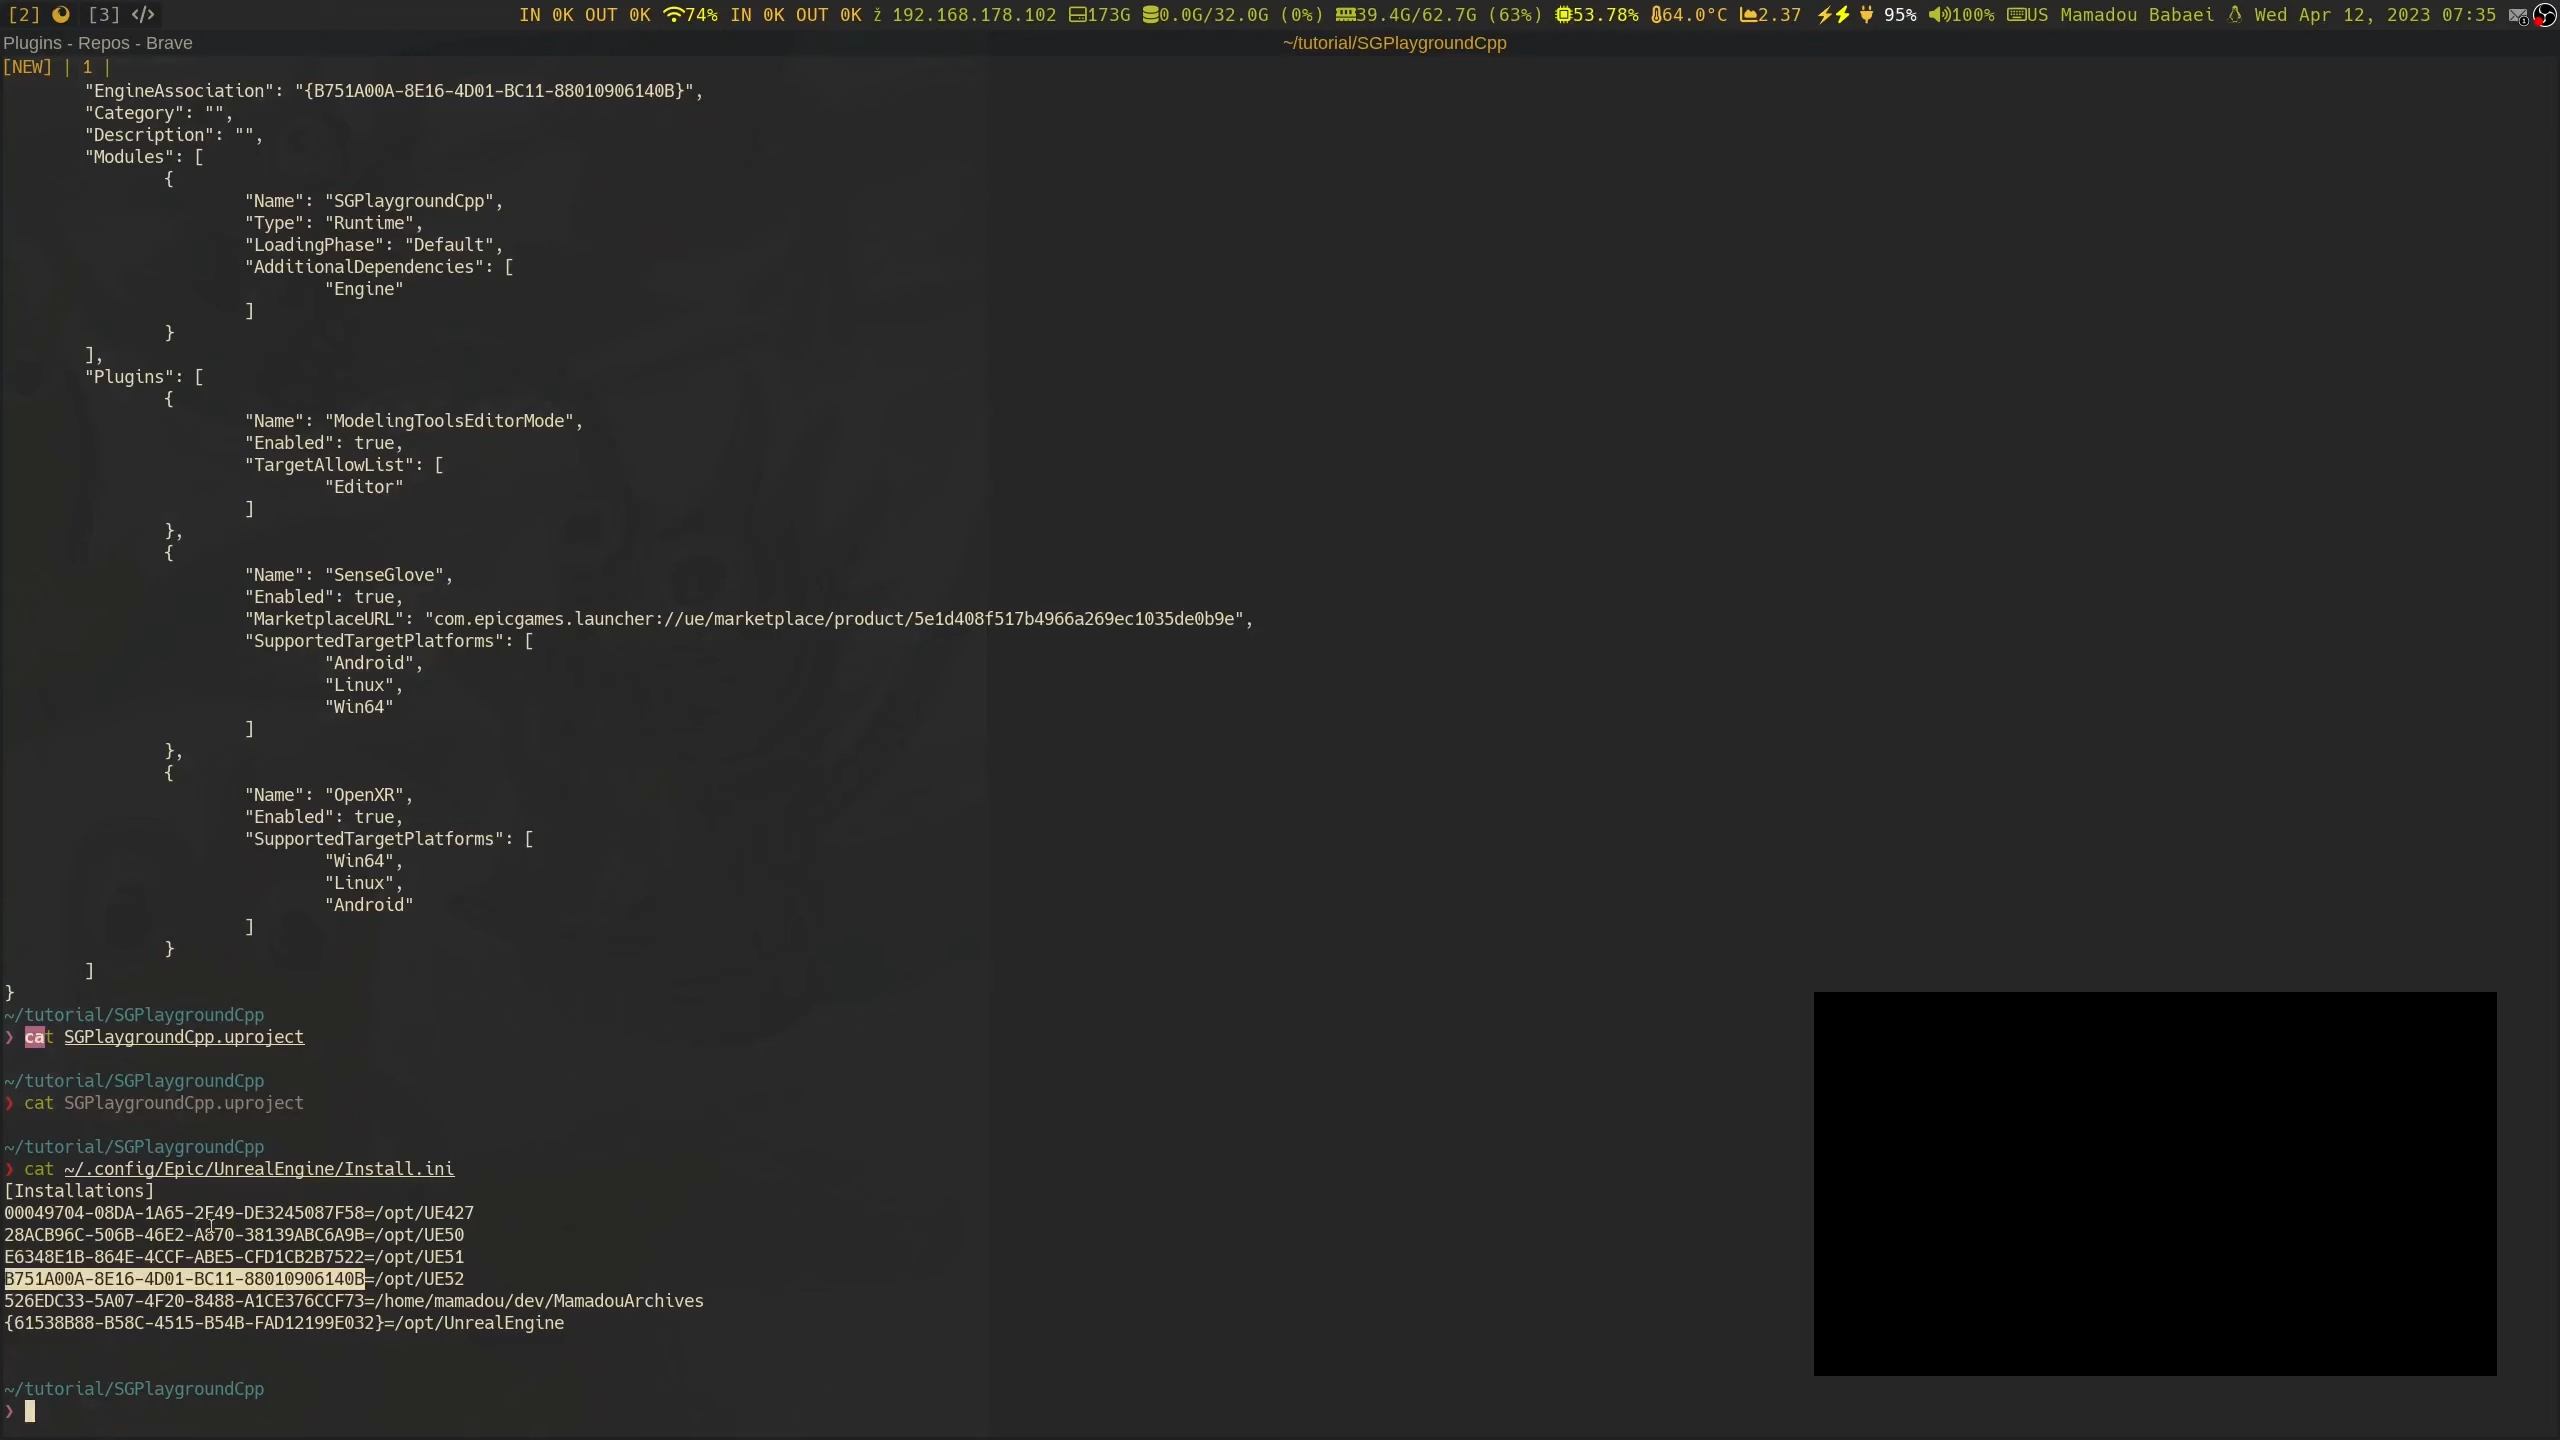 [2] [3] </> IN 0K OUT 0K 74% IN 0K OUT 0K ž 192.168.178.102 173G 0.0G/32.0G (0%) 39.4G/62.7G (63%) 53.78% 64.0°C 2.37 95% 100% US Mamadou Babaei Wed Apr 12, 2023 07:35
Plugins - Repos - Brave ~/tutorial/SGPlaygroundCpp
[NEW] | 1 |
"EngineAssociation": "{B751A00A-8E16-4D01-BC11-88010906140B}",
"Category": "",
"Description": "",
"Modules": [
{
"Name": "SGPlaygroundCpp",
"Type": "Runtime",
"LoadingPhase": "Default",
"AdditionalDependencies": [
"Engine"
]
}
],
"Plugins": [
{
"Name": "ModelingToolsEditorMode",
"Enabled": true,
"TargetAllowList": [
"Editor"
]
},
{
"Name": "SenseGlove",
"Enabled": true,
"MarketplaceURL": "com.epicgames.launcher://ue/marketplace/product/5e1d408f517b4966a269ec1035de0b9e",
"SupportedTargetPlatforms": [
"Android",
"Linux",
"Win64"
]
},
{
"Name": "OpenXR",
"Enabled": true,
"SupportedTargetPlatforms": [
"Win64",
"Linux",
"Android"
]
}
]
}
~/tutorial/SGPlaygroundCpp
❯ cat SGPlaygroundCpp.uproject
~/tutorial/SGPlaygroundCpp
❯ cat SGPlaygroundCpp.uproject
~/tutorial/SGPlaygroundCpp
❯ cat ~/.config/Epic/UnrealEngine/Install.ini
[Installations]
00049704-08DA-1A65-2F49-DE3245087F58=/opt/UE427
28ACB96C-506B-46E2-A870-38139ABC6A9B=/opt/UE50
E6348E1B-864E-4CCF-ABE5-CFD1CB2B7522=/opt/UE51
B751A00A-8E16-4D01-BC11-88010906140B=/opt/UE52
526EDC33-5A07-4F20-8488-A1CE376CCF73=/home/mamadou/dev/MamadouArchives
{61538B88-B58C-4515-B54B-FAD12199E032}=/opt/UnrealEngine
~/tutorial/SGPlaygroundCpp
❯